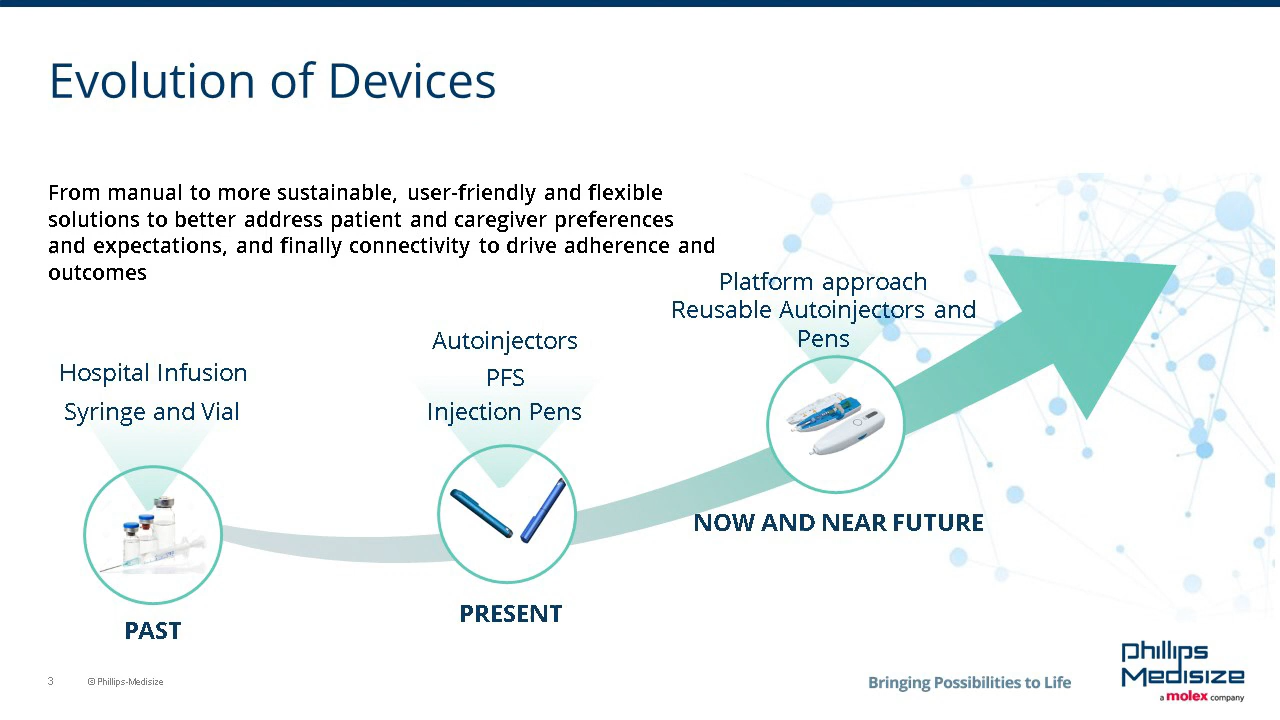 Evolution of Devices
From manual to more sustainable, user-friendly and flexible
solutions to better address patient and caregiver preferences
and expectations, and finally connectivity to drive adherence and
outcomes
Hospital Infusion
Syringe and Vial
PAST
Autoinjectors
PFS
Injection Pens
PRESENT
Platform approach
Reusable Autoinjectors and
Pens
NOW AND NEAR FUTURE
3
© Phillips-Medisize
Bringing Possibilities to Life
phillips
Medisize
a molex company